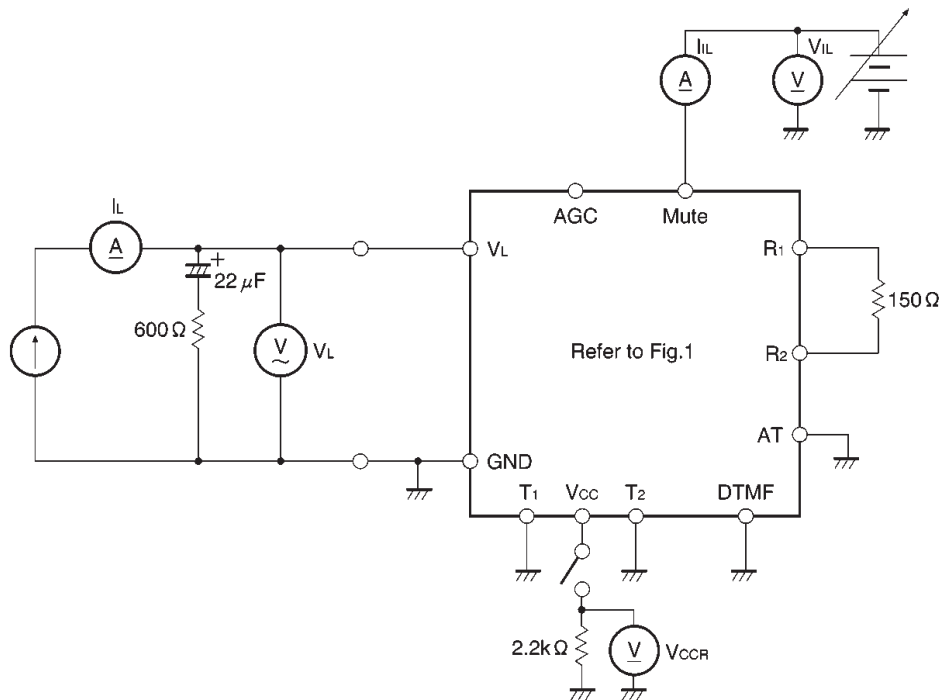 IIL
VIL
A
V
AGC
Mute
IL
A
VL
R1
+
22 μF
150 Ω
600 Ω
V
VL
Refer to Fig.1
R2
AT
GND
T1
VCC
T2
DTMF
2.2k Ω
V
VCCR